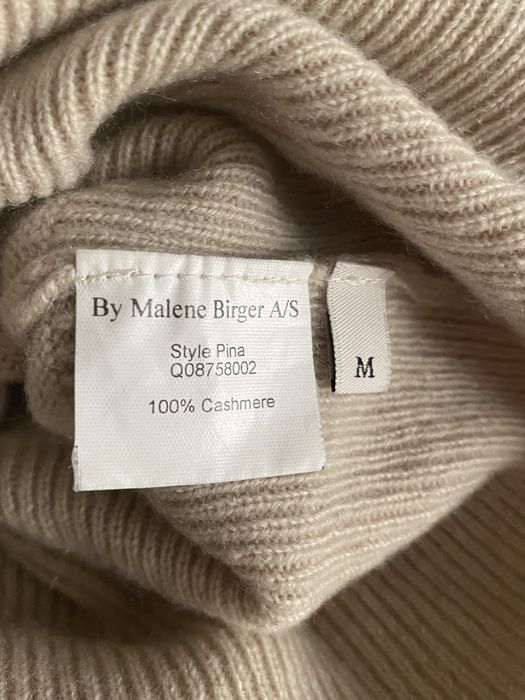 By Malene Birger A/S
Style Pina
Q08758002
100% Cashmere
M